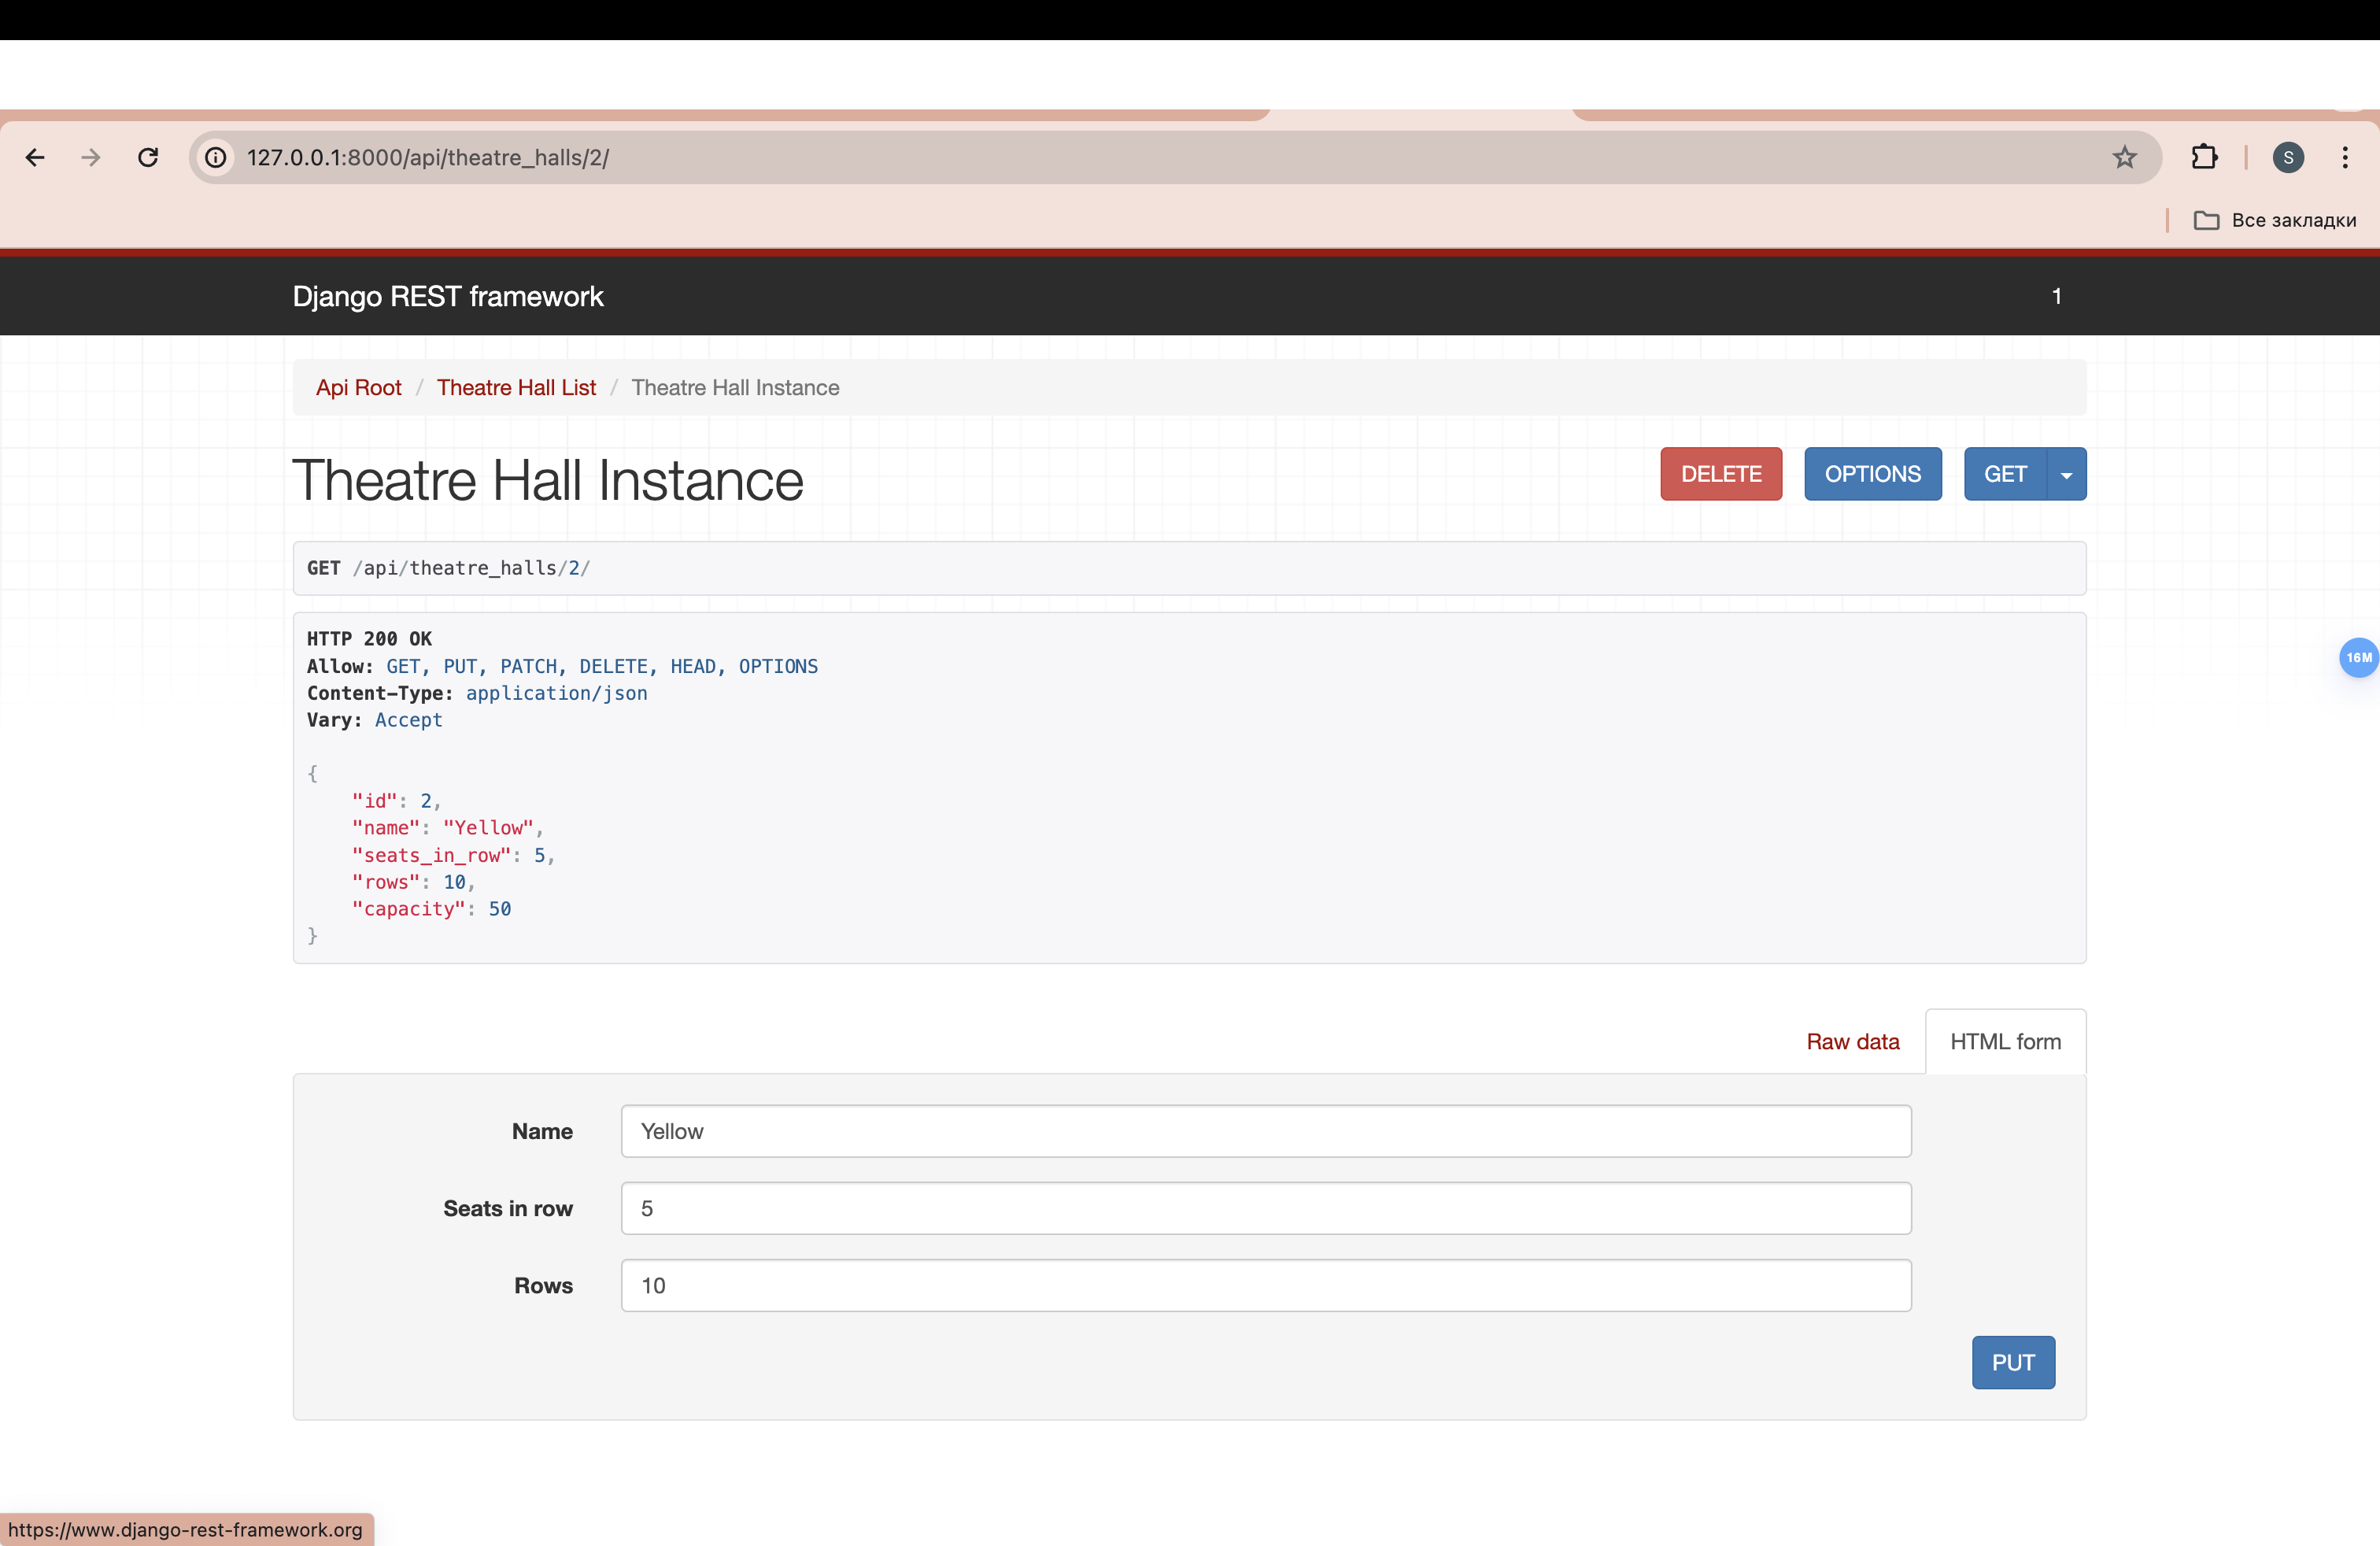 127.0.0.1:8000/api/theatre_halls/2/
S
Все закладки
Django REST framework 1
Api Root / Theatre Hall List / Theatre Hall Instance
Theatre Hall Instance DELETE OPTIONS GET
GET /api/theatre_halls/2/
HTTP 200 OK
Allow: GET, PUT, PATCH, DELETE, HEAD, OPTIONS
Content-Type: application/json
Vary: Accept
{
"id": 2,
"name": "Yellow",
"seats_in_row": 5,
"rows": 10,
"capacity": 50
}
16M
Raw data HTML form
Name Yellow
Seats in row 5
Rows 10
PUT
https://www.django-rest-framework.org